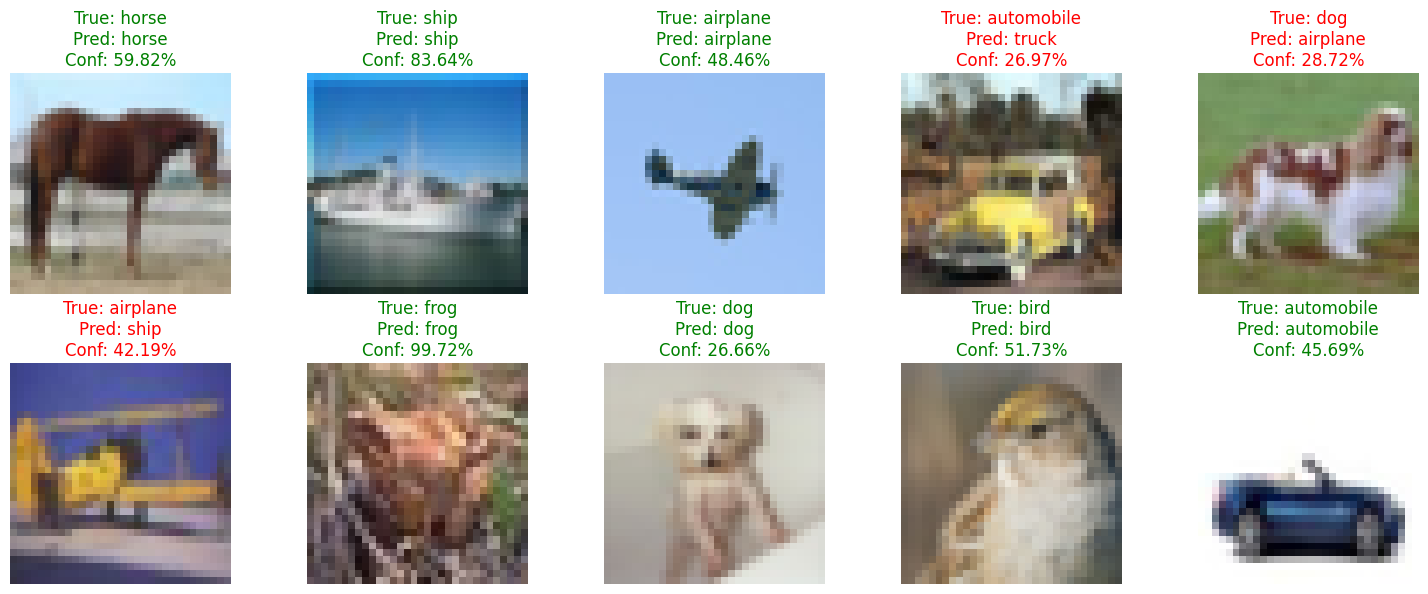 True: horse
Pred: horse
Conf: 59.82%
True: ship
Pred: ship
Conf: 83.64%
True: airplane
Pred: airplane
Conf: 48.46%
True: automobile
Pred: truck
Conf: 26.97%
True: dog
Pred: airplane
Conf: 28.72%
True: airplane
Pred: ship
Conf: 42.19%
True: frog
Pred: frog
Conf: 99.72%
True: dog
Pred: dog
Conf: 26.66%
True: bird
Pred: bird
Conf: 51.73%
True: automobile
Pred: automobile
Conf: 45.69%